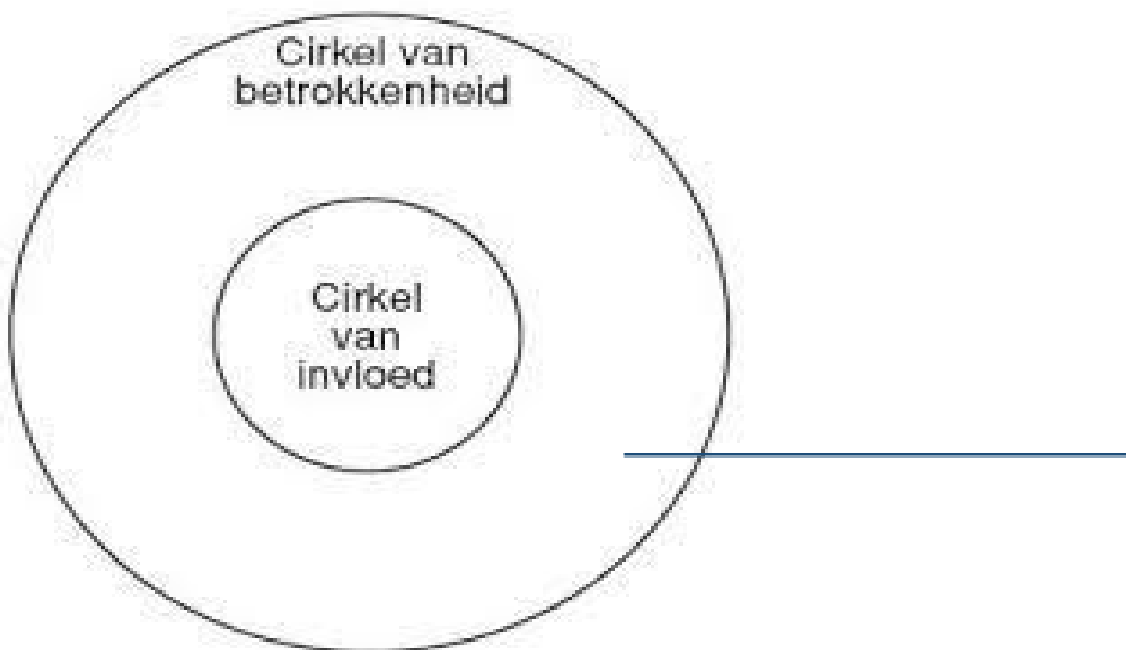 Cirkel van
betrokkenheid
Cirkel
van
invloed